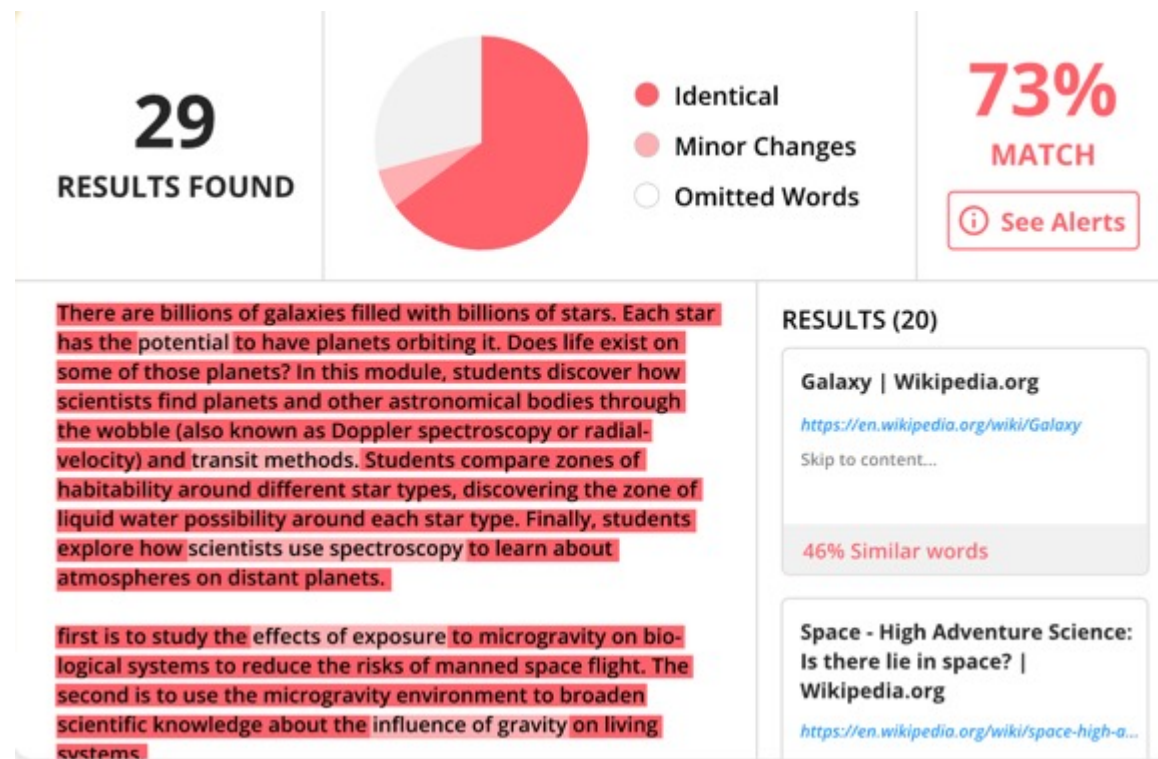 29
RESULTS FOUND
Identical
Minor Changes
Omitted Words
73%
MATCH
See Alerts
There are billions of galaxies filled with billions of stars. Each star
has the potential to have planets orbiting it. Does life exist on
some of those planets? In this module, students discover how
scientists find planets and other astronomical bodies through
the wobble (also known as Doppler spectroscopy or radial-
velocity) and transit methods. Students compare zones of
habitability around different star types, discovering the zone of
liquid water possibility around each star type. Finally, students
explore how scientists use spectroscopy to learn about
atmospheres on distant planets.
first is to study the effects of exposure to microgravity on bio-
logical systems to reduce the risks of manned space flight. The
second is to use the microgravity environment to broaden
scientific knowledge about the influence of gravity on living
systems.
RESULTS (20)
Galaxy | Wikipedia.org
https://en.wikipedia.org/wiki/Galaxy
Skip to content...
46% Similar words
Space - High Adventure Science:
Is there lie in space? |
Wikipedia.org
https://en.wikipedia.org/wiki/space-high-a...